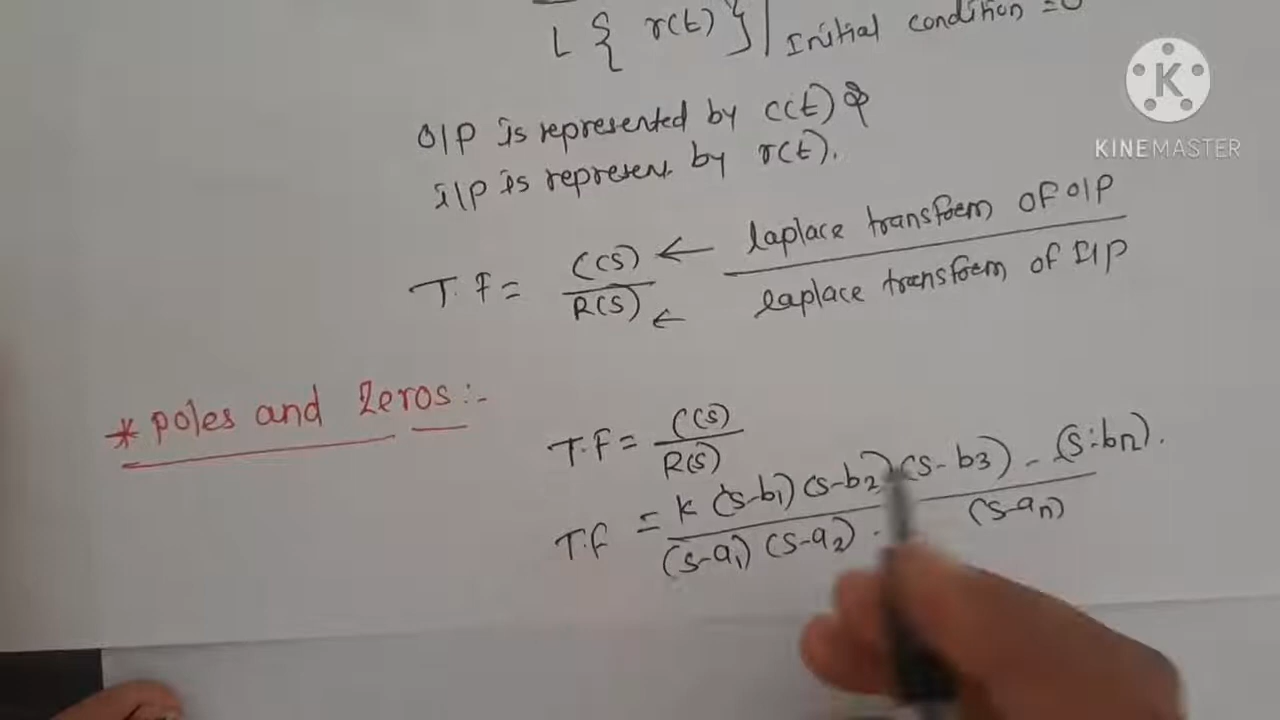 L { r(t) } | Initial condition = 0
O/P is represented by c(t) &
i/p is represent by r(t).
KINEMASTER
T.F = C(S) ← laplace transform OF O/P
R(S) ← laplace transform of I/P
* poles and Zeros :-
T.F = C(S)
R(S)
T.F = K (S-b1) (S-b2) (S-b3) - (S-bn).
(S-a1) (S-a2) - (S-an)